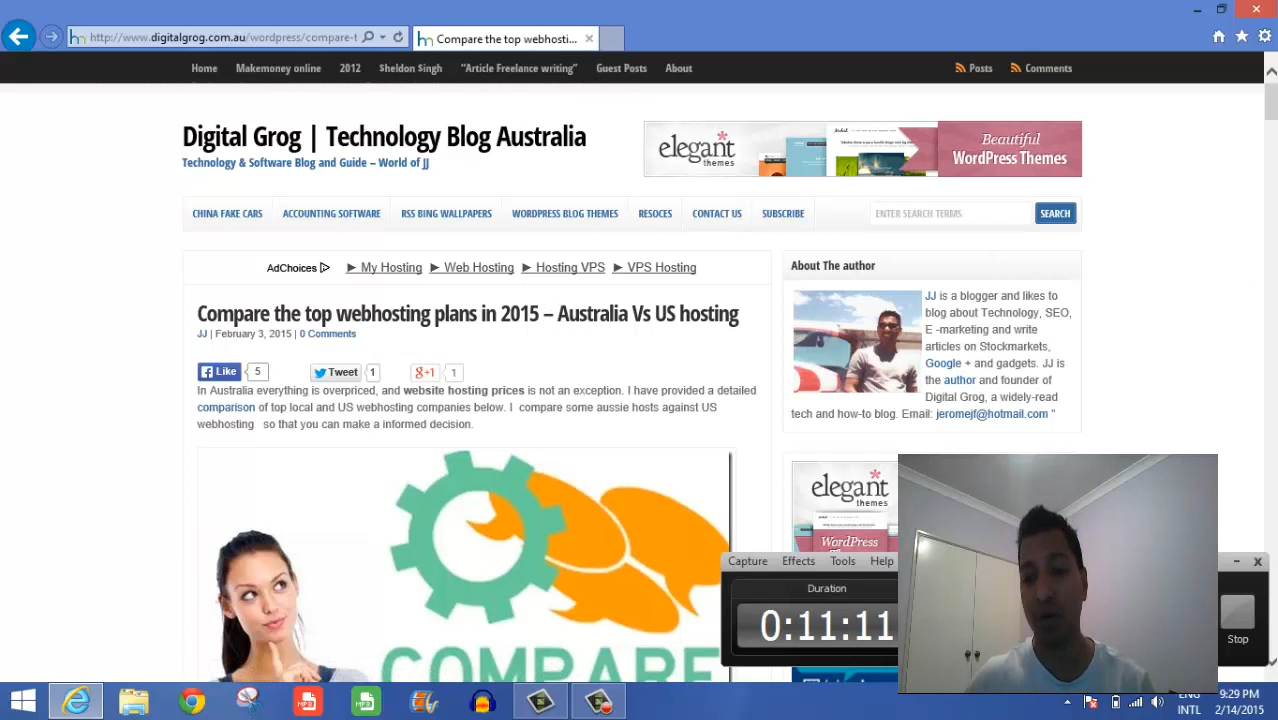 http://www.digitalgrog.com.au/wordpress/compare-t
Compare the top webhosti...
Home Makemoney online 2012 $heldon $ingh "Article Freelance writing" Guest Posts About Posts Comments
Digital Grog | Technology Blog Australia
Technology & Software Blog and Guide – World of JJ
elegant themes
Beautiful
WordPress Themes
CHINA FAKE CARS ACCOUNTING SOFTWARE RSS BING WALLPAPERS WORDPRESS BLOG THEMES RESOCES CONTACT US SUBSCRIBE
ENTER SEARCH TERMS SEARCH
AdChoices ► My Hosting ► Web Hosting ► Hosting VPS ► VPS Hosting
Compare the top webhosting plans in 2015 – Australia Vs US hosting
JJ | February 3, 2015 | 0 Comments
Like 5 Tweet 1 +1 1
In Australia everything is overpriced, and website hosting prices is not an exception. I have provided a detailed
comparison of top local and US webhosting companies below. I compare some aussie hosts against US
webhosting so that you can make a informed decision.
COMPARE
About The author
JJ is a blogger and likes to
blog about Technology, SEO,
E -marketing and write
articles on Stockmarkets,
Google + and gadgets. JJ is
the author and founder of
Digital Grog, a widely-read
tech and how-to blog. Email: jeromejf@hotmail.com "
elegant
themes
WordPress
Capture Effects Tools Help
Duration
0:11:11
Stop
MP3
MP3
ENG
INTL
9:29 PM
2/14/2015